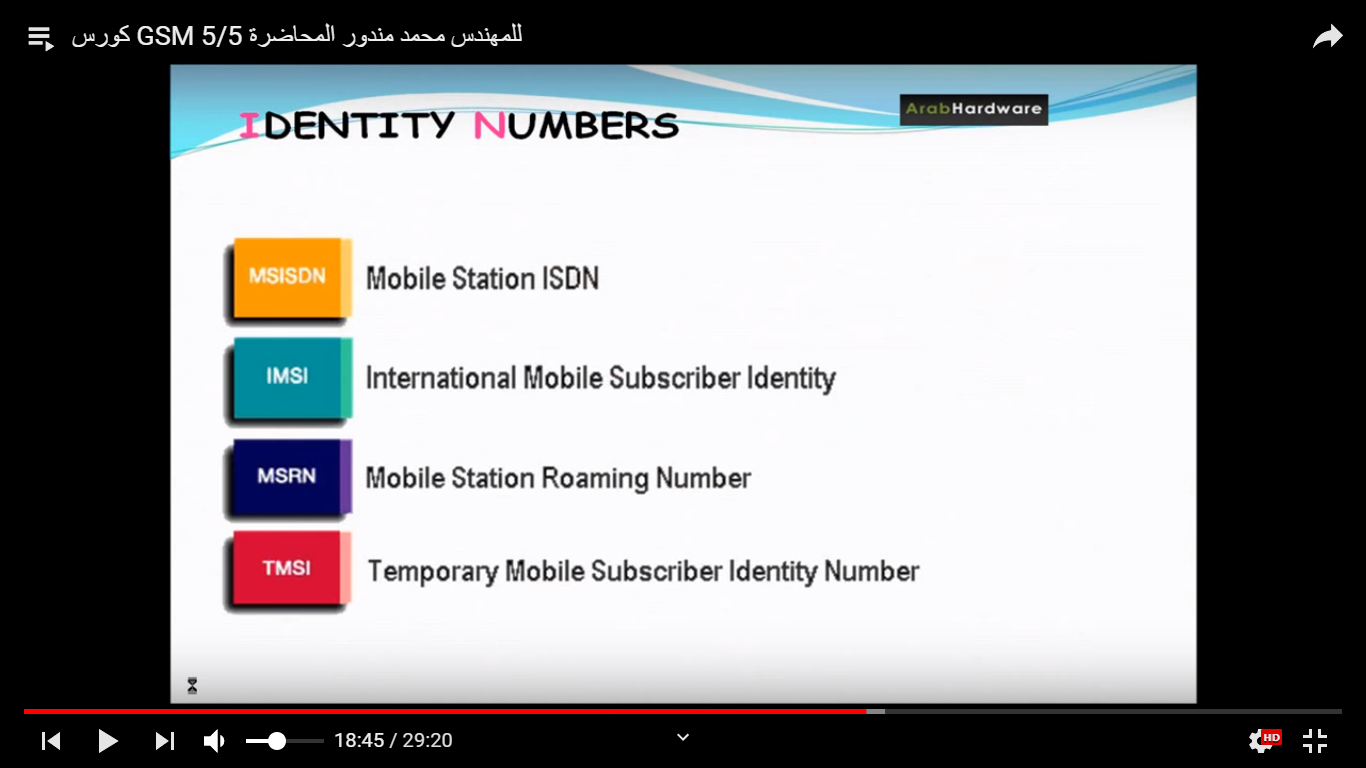 كورس GSM 5/5 للمهندس محمد مندور المحاضرة
IDENTITY NUMBERS
ArabHardware
MSISDN Mobile Station ISDN
IMSI International Mobile Subscriber Identity
MSRN Mobile Station Roaming Number
TMSI Temporary Mobile Subscriber Identity Number
18:45 / 29:20
HD